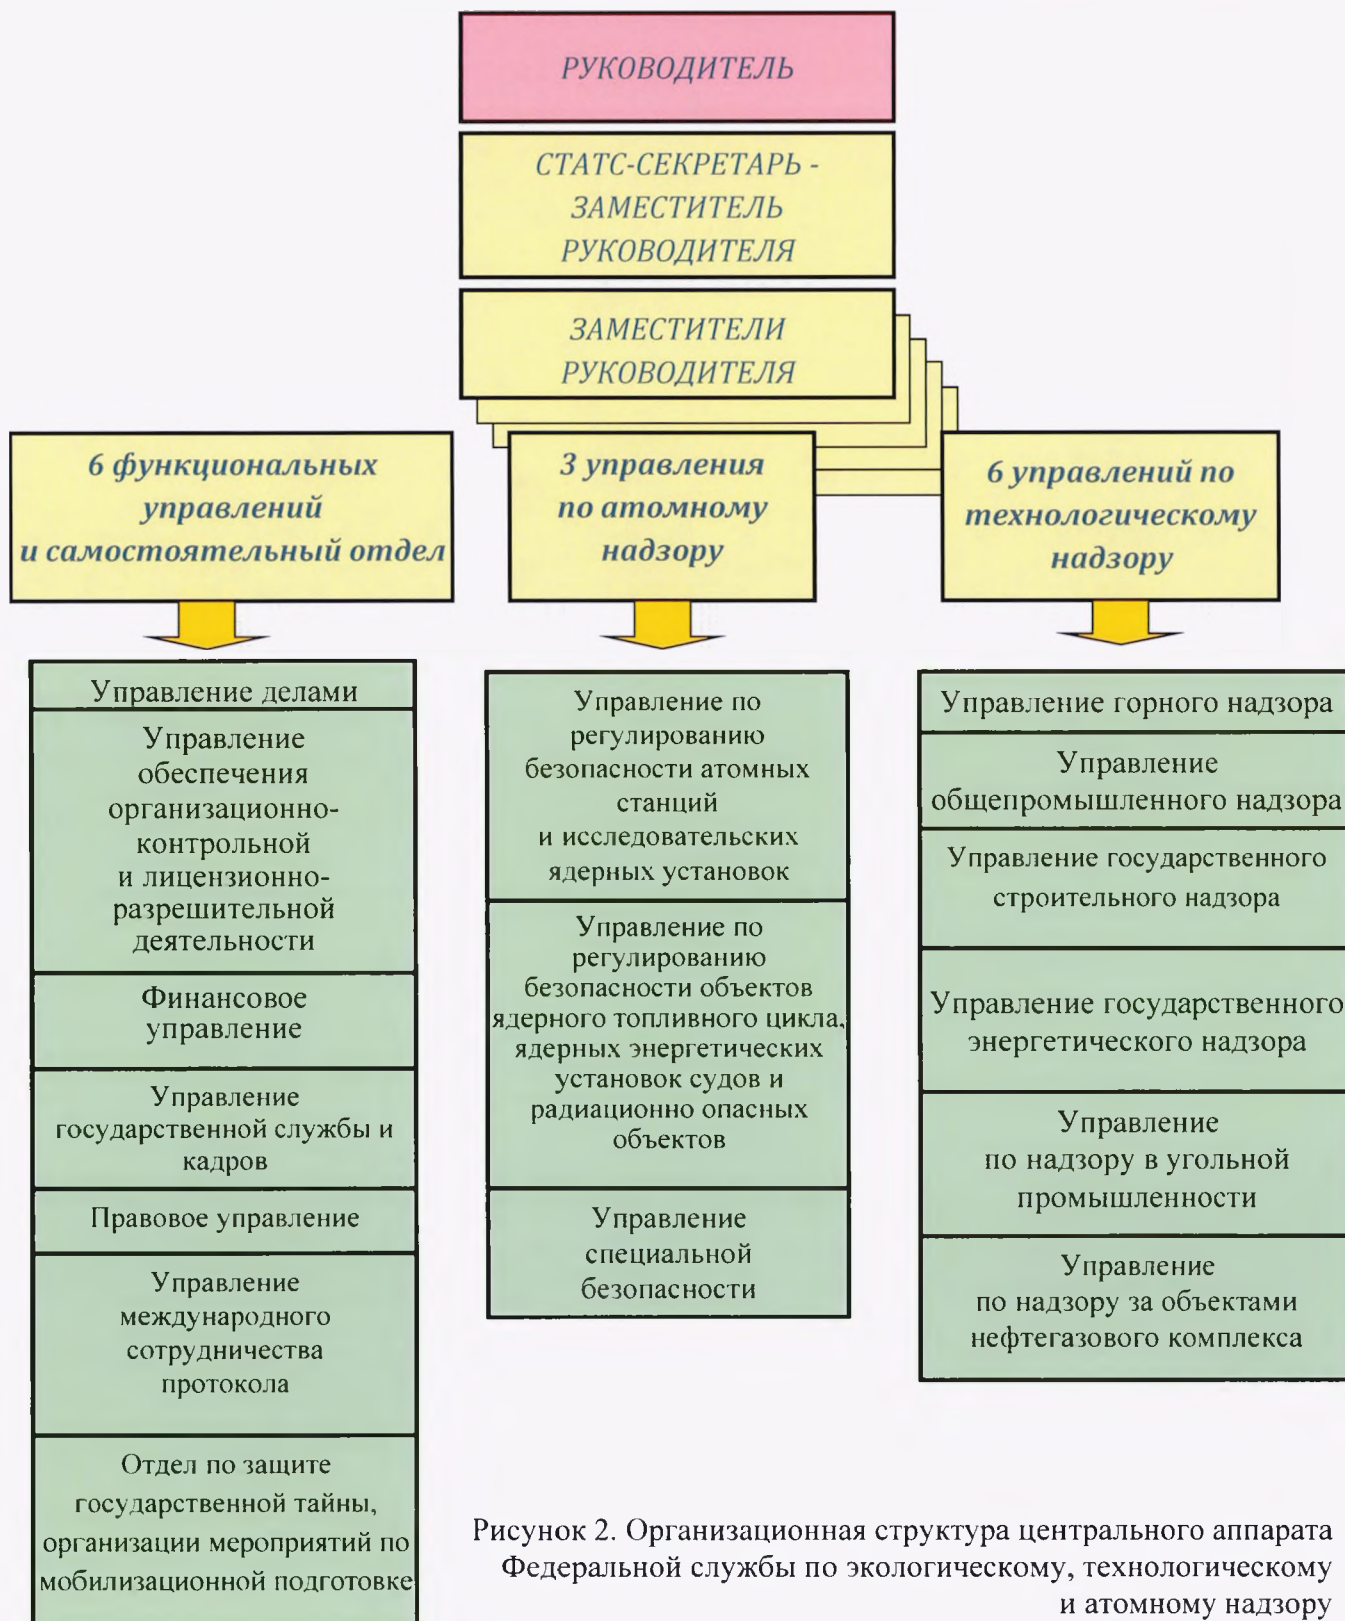 РУКОВОДИТЕЛЬ
СТАТС-СЕКРЕТАРЬ -
ЗАМЕСТИТЕЛЬ
РУКОВОДИТЕЛЯ
ЗАМЕСТИТЕЛИ
РУКОВОДИТЕЛЯ
6 функциональных
управлений
и самостоятельный отдел
3 управления
по атомному
надзору
6 управлений по
технологическому
надзору
Управление делами
Управление
обеспечения
организационно-
контрольной
и лицензионно-
разрешительной
деятельности
Финансовое
управление
Управление
государственной службы и
кадров
Правовое управление
Управление
международного
сотрудничества
протокола
Отдел по защите
государственной тайны,
организации мероприятий по
мобилизационной подготовке
Управление по
регулированию
безопасности атомных
станций
и исследовательских
ядерных установок
Управление по
регулированию
безопасности объектов
ядерного топливного цикла,
ядерных энергетических
установок судов и
радиационно опасных
объектов
Управление
специальной
безопасности
Управление горного надзора
Управление
общепромышленного надзора
Управление государственного
строительного надзора
Управление государственного
энергетического надзора
Управление
по надзору в угольной
промышленности
Управление
по надзору за объектами
нефтегазового комплекса
Рисунок 2. Организационная структура центрального аппарата
Федеральной службы по экологическому, технологическому
и атомному надзору